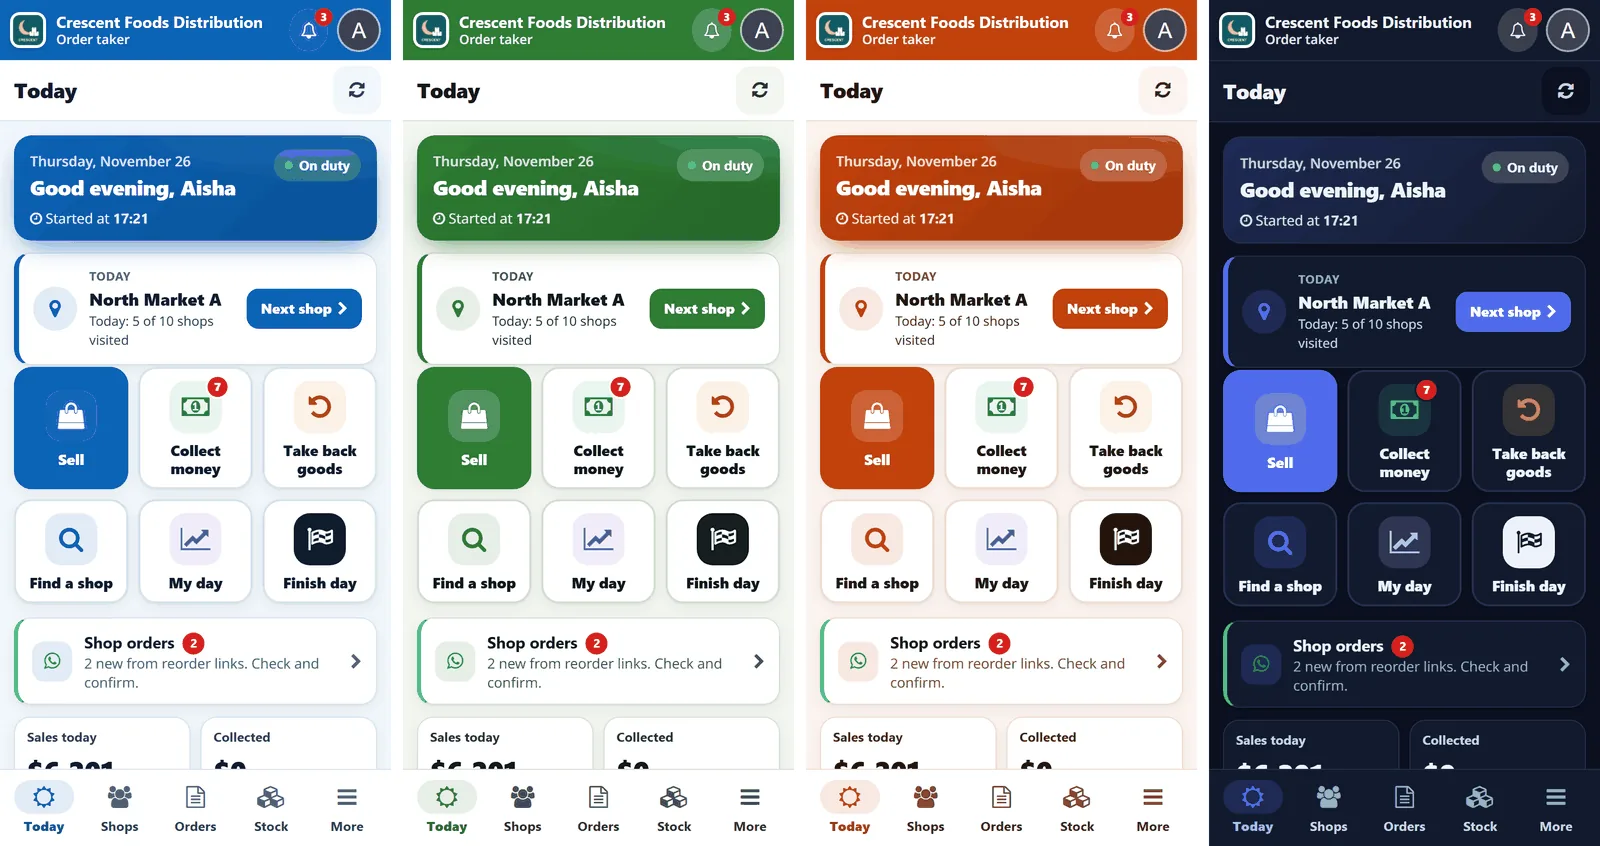 Crescent Foods Distribution
Order taker
3
A
Today
Thursday, November 26
On duty
Good evening, Aisha
Started at 17:21
TODAY
North Market A
Today: 5 of 10 shops
visited
Next shop
Sell
7
Collect
money
Take back
goods
Find a shop
My day
Finish day
Shop orders 2
2 new from reorder links. Check and
confirm.
Sales today
Collected
Today
Shops
Orders
Stock
More
Crescent Foods Distribution
Order taker
3
A
Today
Thursday, November 26
On duty
Good evening, Aisha
Started at 17:21
TODAY
North Market A
Today: 5 of 10 shops
visited
Next shop
Sell
7
Collect
money
Take back
goods
Find a shop
My day
Finish day
Shop orders 2
2 new from reorder links. Check and
confirm.
Sales today
Collected
Today
Shops
Orders
Stock
More
Crescent Foods Distribution
Order taker
3
A
Today
Thursday, November 26
On duty
Good evening, Aisha
Started at 17:21
TODAY
North Market A
Today: 5 of 10 shops
visited
Next shop
Sell
7
Collect
money
Take back
goods
Find a shop
My day
Finish day
Shop orders 2
2 new from reorder links. Check and
confirm.
Sales today
Collected
Today
Shops
Orders
Stock
More
Crescent Foods Distribution
Order taker
3
A
Today
Thursday, November 26
On duty
Good evening, Aisha
Started at 17:21
TODAY
North Market A
Today: 5 of 10 shops
visited
Next shop
Sell
7
Collect
money
Take back
goods
Find a shop
My day
Finish day
Shop orders 2
2 new from reorder links. Check and
confirm.
Sales today
Collected
Today
Shops
Orders
Stock
More